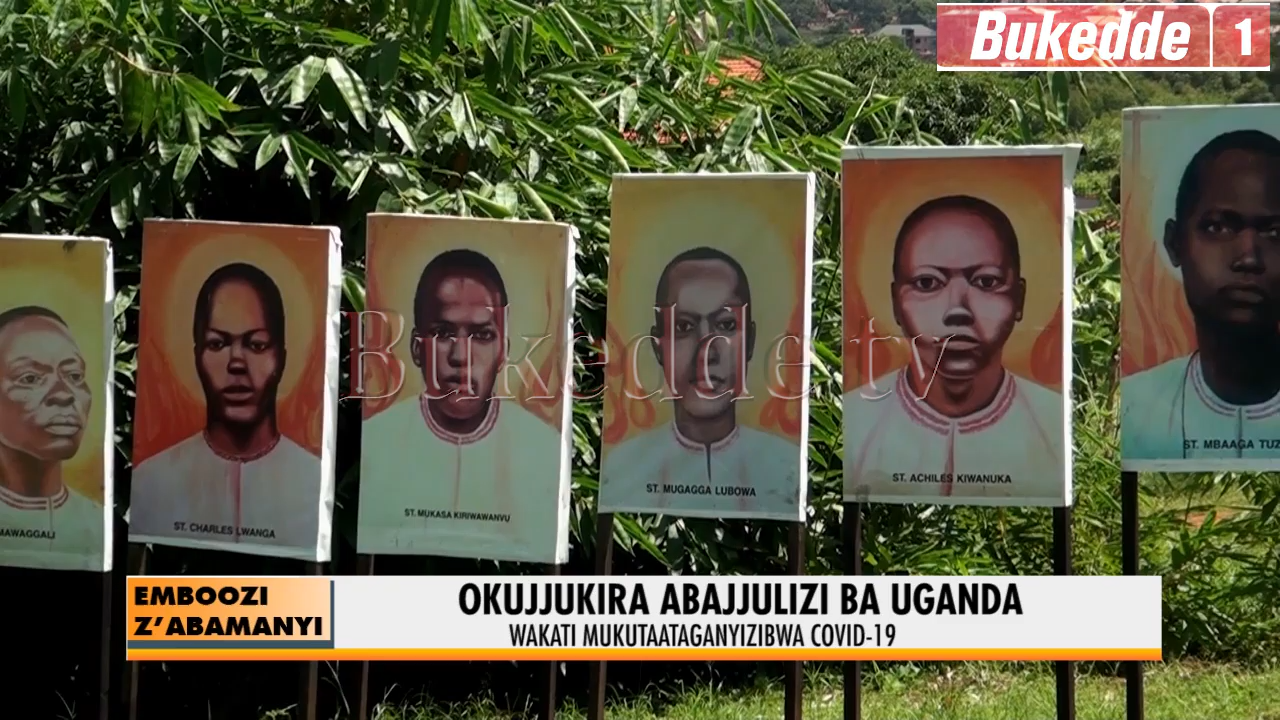 Bukedde 1
Bukedde tv
MAWAGGALI
ST. CHARLES LWANGA
ST. MUKASA KIRIWAWANVU
ST. MUGAGGA LUBOWA
ST. ACHILES KIWANUKA
ST. MBAAGA TUZ
EMBOOZI
Z'ABAMANYI
OKUJJUKIRA ABAJJULIZI BA UGANDA
WAKATI MUKUTAATAGANYIZIBWA COVID-19